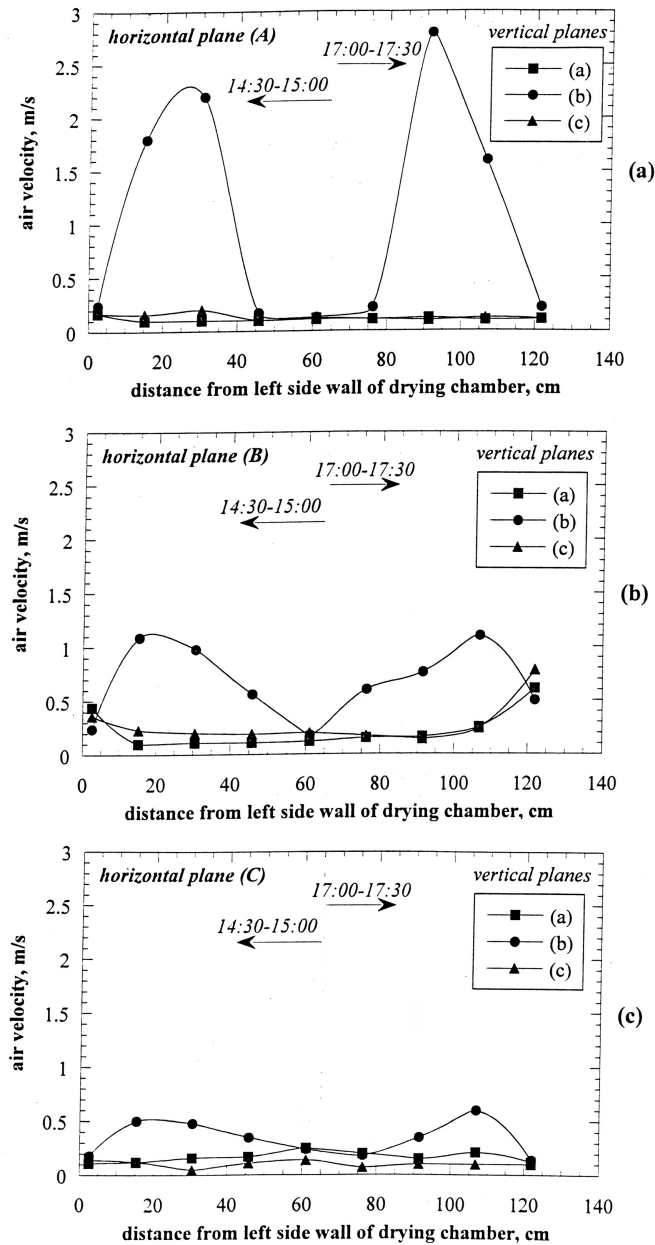 3
horizontal plane (A)
17:00-17:30
vertical planes
2.5
(a)
14:30-15:00
2
(b)
(c)
air velocity, m/s
(a)
1.5
1
0.5
0
0 20 40 60 80 100 120 140
distance from left side wall of drying chamber, cm
3
horizontal plane (B)
17:00-17:30
vertical planes
2.5
(a)
14:30-15:00
(b)
2
(c)
air velocity, m/s
(b)
1.5
1
0.5
0
0 20 40 60 80 100 120 140
distance from left side wall of drying chamber, cm
3
horizontal plane (C)
17:00-17:30
vertical planes
2.5
(a)
14:30-15:00
(b)
2
(c)
air velocity, m/s
(c)
1.5
1
0.5
0
0 20 40 60 80 100 120 140
distance from left side wall of drying chamber, cm